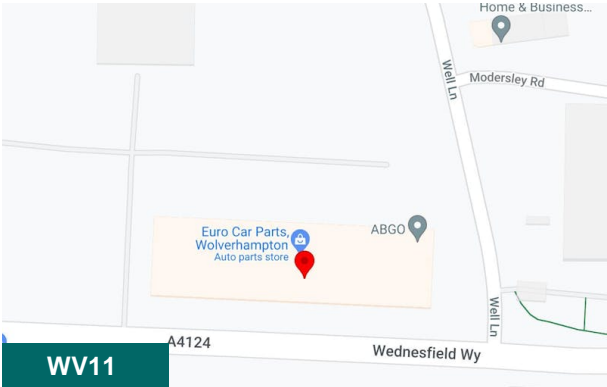 Home & Business...
Well Ln
Modersley Rd
Euro Car Parts,
Wolverhampton
Auto parts store
ABGO
Well Ln
A4124
Wednesfield Wy
WV11